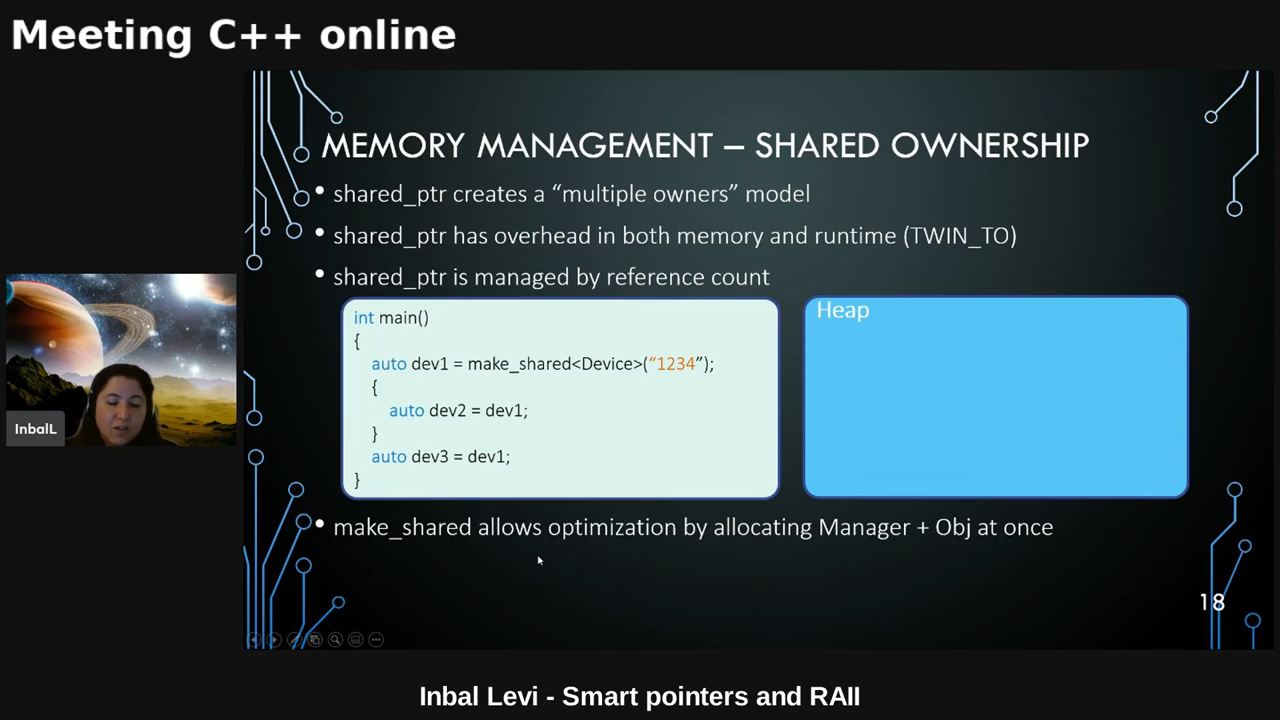 Meeting C++ online
MEMORY MANAGEMENT – SHARED OWNERSHIP
• shared_ptr creates a “multiple owners” model
• shared_ptr has overhead in both memory and runtime (TWIN_TO)
• shared_ptr is managed by reference count
int main()
{
auto dev1 = make_shared<Device>(“1234”);
{
auto dev2 = dev1;
}
auto dev3 = dev1;
}
Heap
• make_shared allows optimization by allocating Manager + Obj at once
InbalL
18
Inbal Levi - Smart pointers and RAII